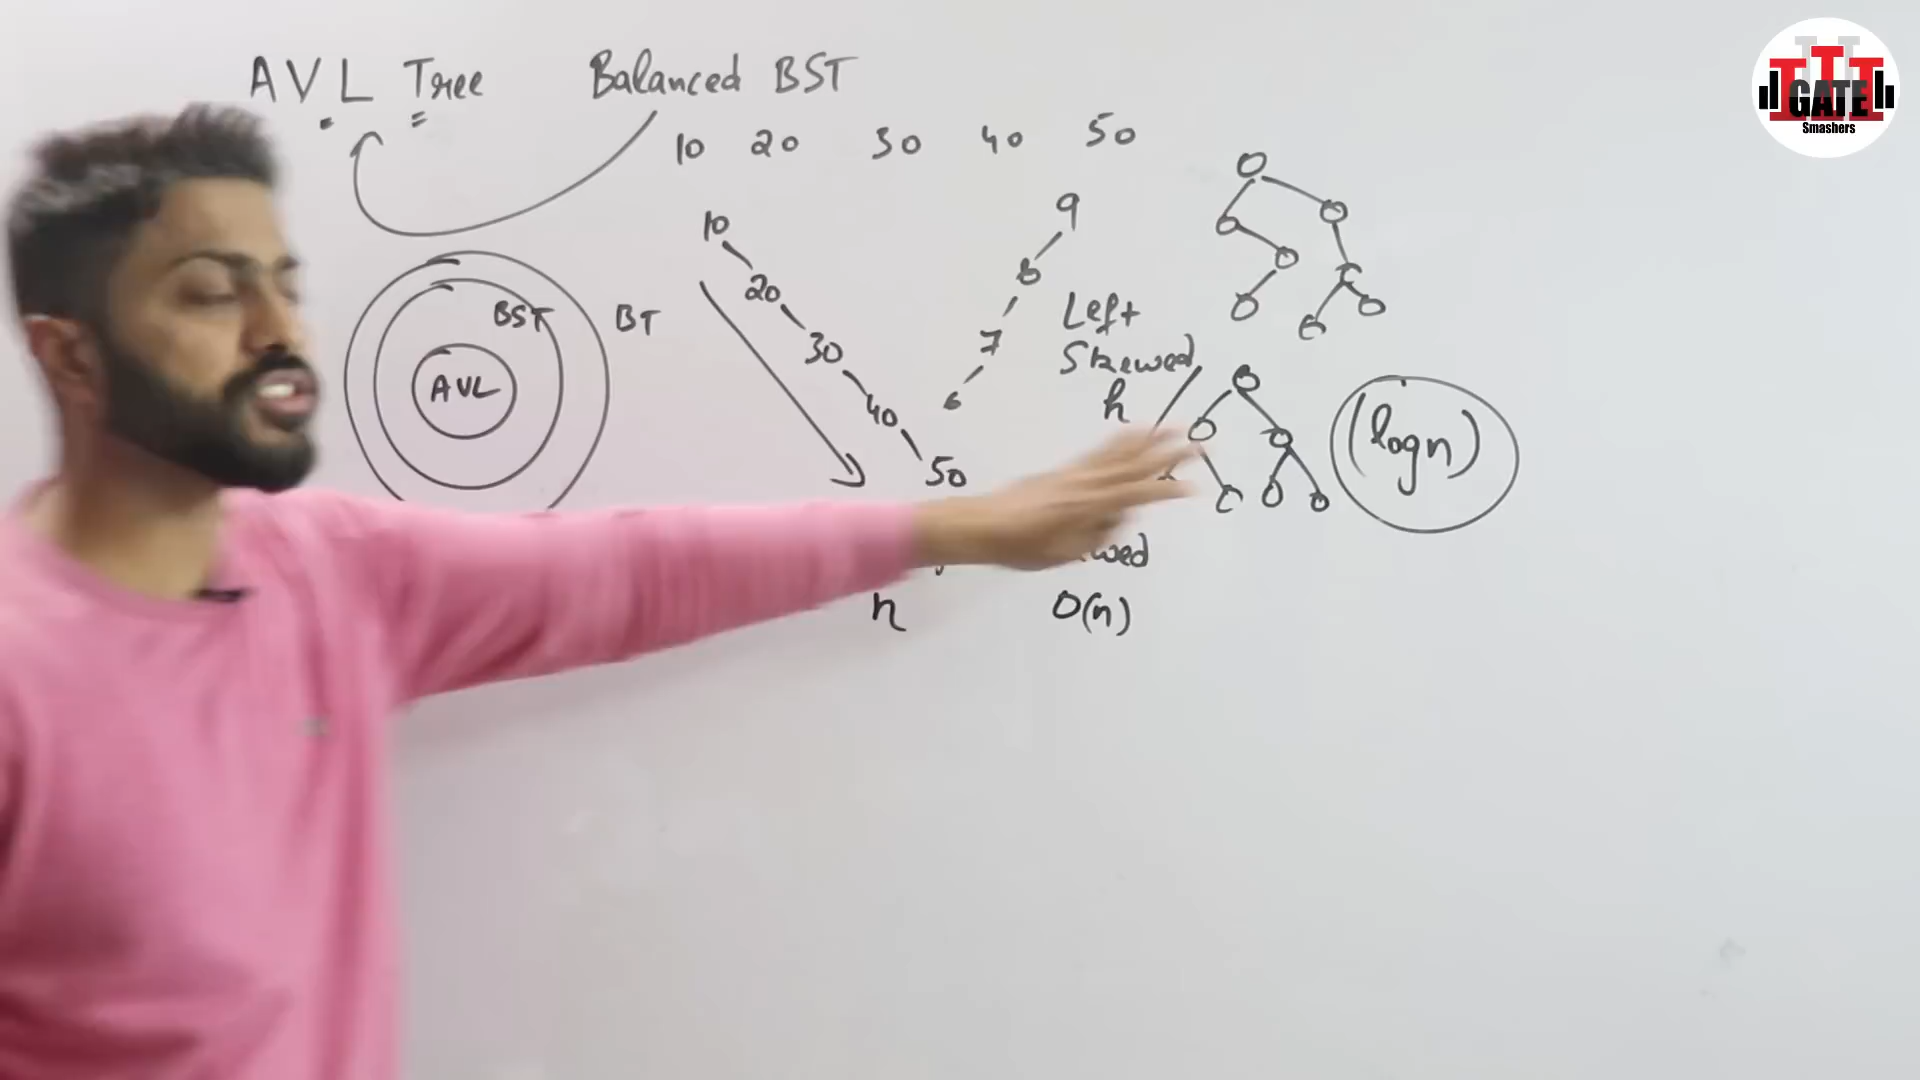 AVL Tree Balanced BST
10 20 30 40 50
10
20
30
40
50
9
8
7
6
Left
Skewed
h
BST
BT
AVL
(logn)
n
O(n)
GATE
Smashers